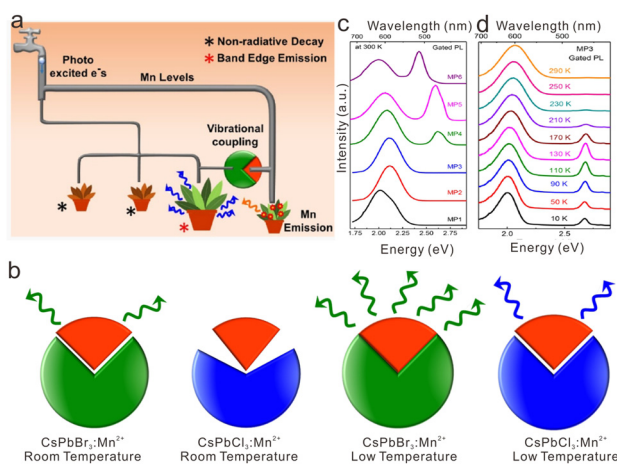 a
Photo
excited e⁻s
* Non-radiative Decay
* Band Edge Emission
Mn Levels
Vibrational
coupling
*
*
*
Mn
Emission
c
Wavelength (nm)
700 600 500
at 300 K
Gated PL
MP6
MP5
MP4
MP3
MP2
MP1
Intensity (a.u.)
1.75 2.00 2.25 2.50 2.75
Energy (eV)
d
Wavelength (nm)
700 600 500
MP3
Gated PL
290 K
250 K
230 K
210 K
170 K
130 K
110 K
90 K
50 K
10 K
2.0 2.5
Energy (eV)
b
CsPbBr₃:Mn²⁺
Room Temperature
CsPbCl₃:Mn²⁺
Room Temperature
CsPbBr₃:Mn²⁺
Low Temperature
CsPbCl₃:Mn²⁺
Low Temperature